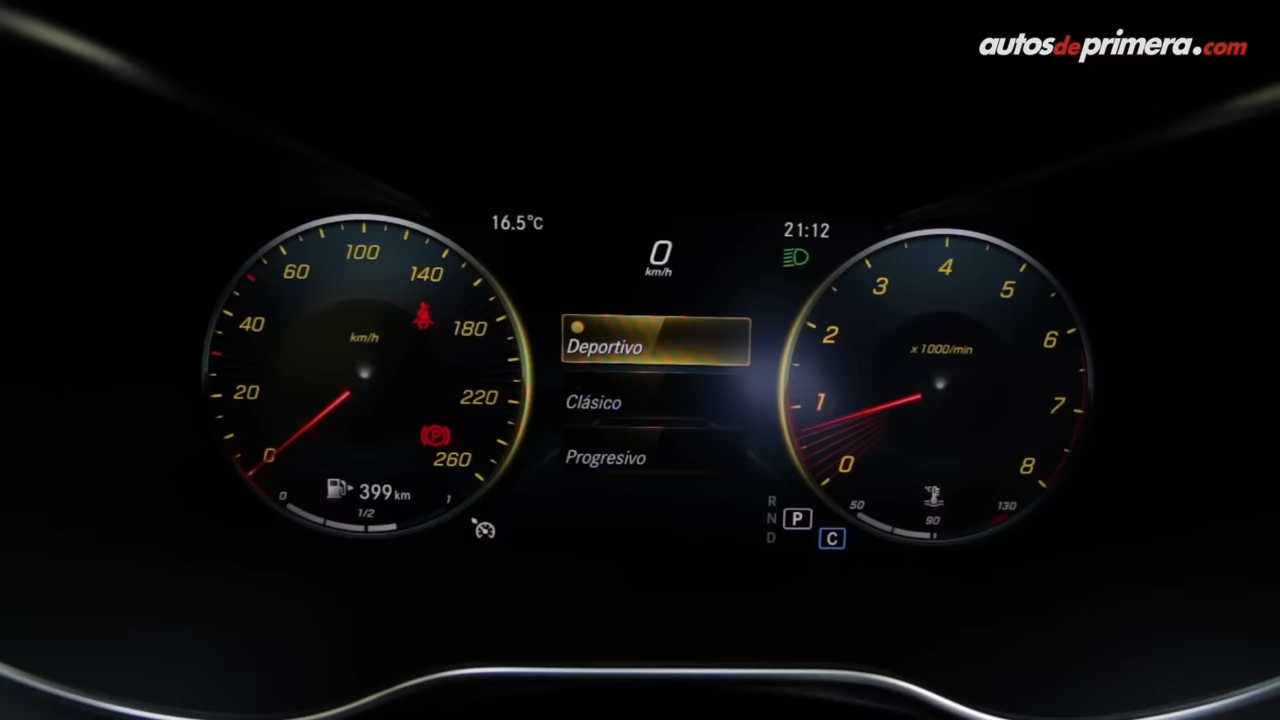 autosdeprimera.com
16.5°C
0
km/h
21:12
0
20
40
60
100
140
180
220
260
km/h
399 km
0
1/2
1
Deportivo
Clásico
Progresivo
0
1
2
3
4
5
6
7
8
x 1000/min
R
N
D
P
C
50
90
130
°C
P